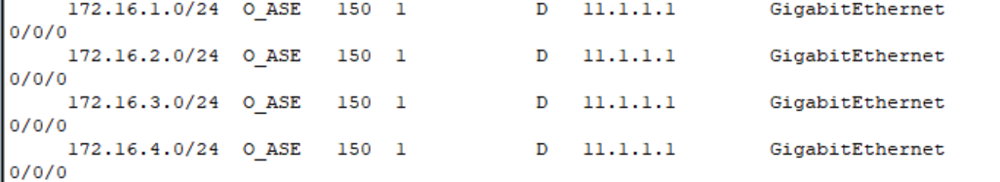 172.16.1.0/24 O_ASE 150 1 D 11.1.1.1 GigabitEthernet
0/0/0
172.16.2.0/24 O_ASE 150 1 D 11.1.1.1 GigabitEthernet
0/0/0
172.16.3.0/24 O_ASE 150 1 D 11.1.1.1 GigabitEthernet
0/0/0
172.16.4.0/24 O_ASE 150 1 D 11.1.1.1 GigabitEthernet
0/0/0